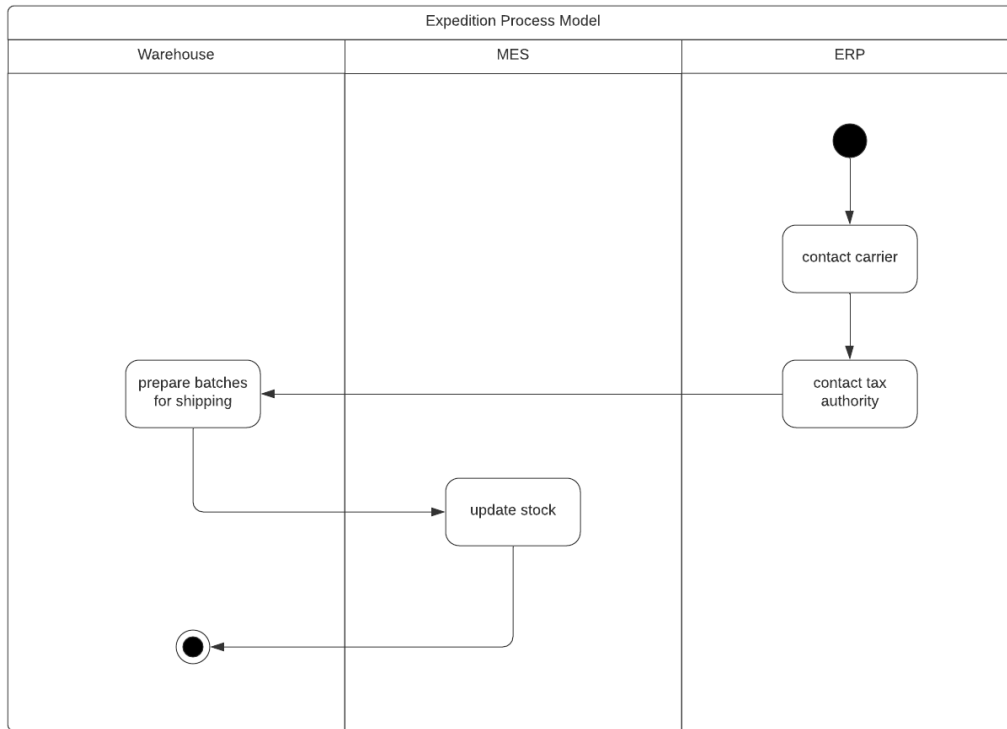 Expedition Process Model
Warehouse
MES
ERP
contact carrier
prepare batches
for shipping
contact tax
authority
update stock